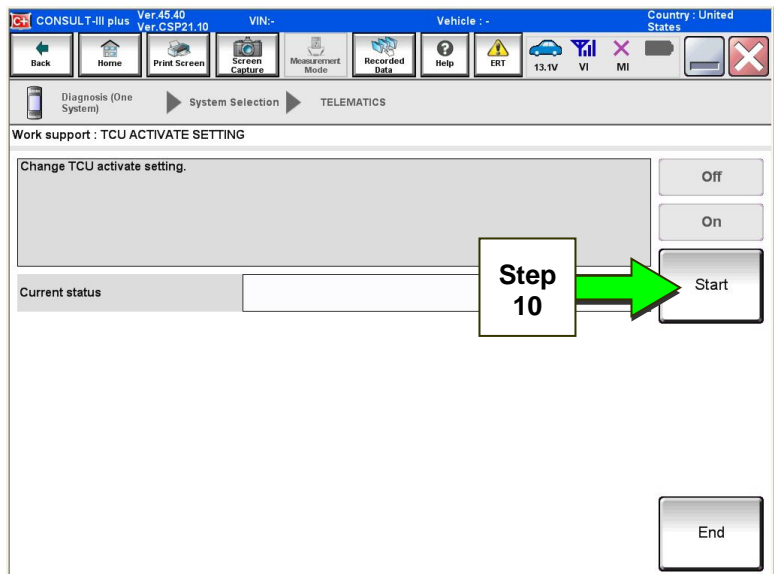 CONSULT-III plus
Ver.45.40
Ver.CSP21.10
VIN:-
Vehicle : -
Country : United
States
Back
Home
Print Screen
Screen
Capture
Measurement
Mode
Recorded
Data
Help
ERT
13.1V
VI
MI
Diagnosis (One
System)
System Selection
TELEMATICS
Work support : TCU ACTIVATE SETTING
Change TCU activate setting.
Off
On
Current status
Step
10
Start
End